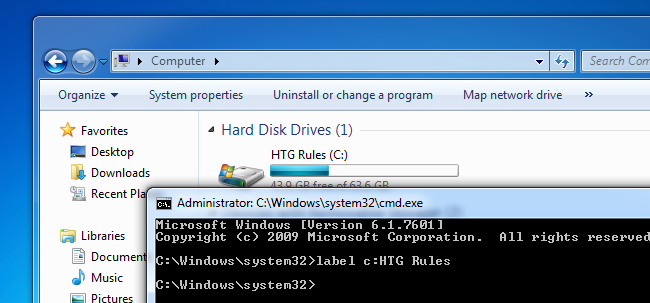 Computer
Search Com
Organize
System properties
Uninstall or change a program
Map network drive
»
Favorites
Desktop
Downloads
Recent Plac
Libraries
Document
Music
Pictures
Hard Disk Drives (1)
HTG Rules (C:)
43.9 GB free of 63.6 GB
Administrator: C:\Windows\system32\cmd.exe
Microsoft Windows [Version 6.1.7601]
Copyright (c) 2009 Microsoft Corporation.  All rights reserved
C:\Windows\system32>label c:HTG Rules
C:\Windows\system32>